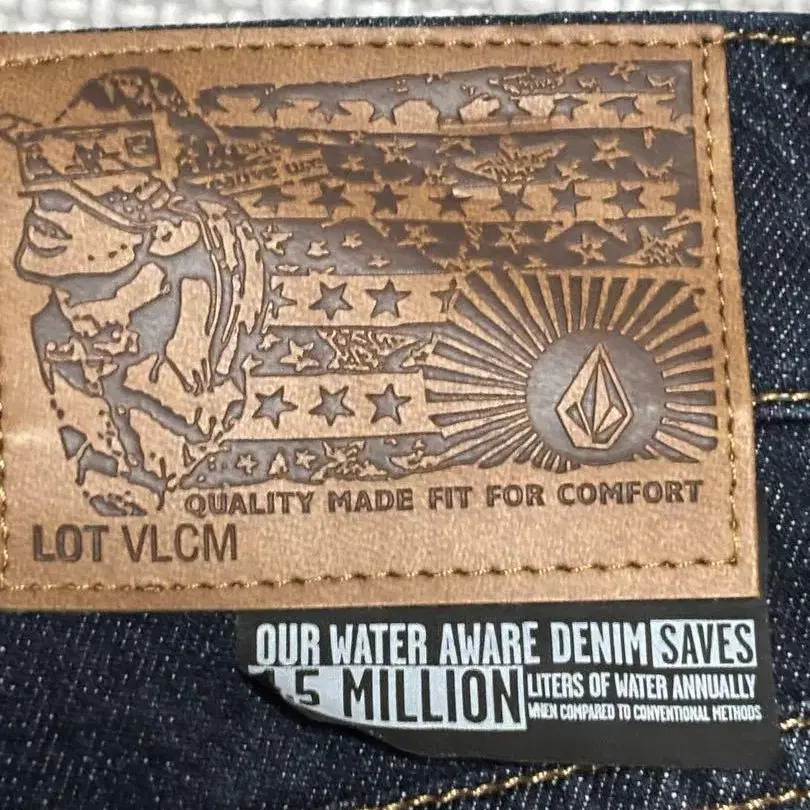 QUALITY MADE FIT FOR COMFORT
LOT VLCM
OUR WATER AWARE DENIM SAVES
.5 MILLION LITERS OF WATER ANNUALLY
WHEN COMPARED TO CONVENTIONAL METHODS